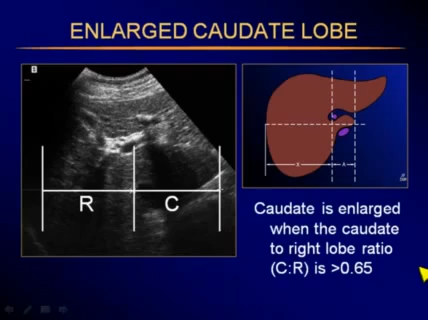 ENLARGED CAUDATE LOBE
R
C
Caudate is enlarged
when the caudate
to right lobe ratio
(C:R) is >0.65